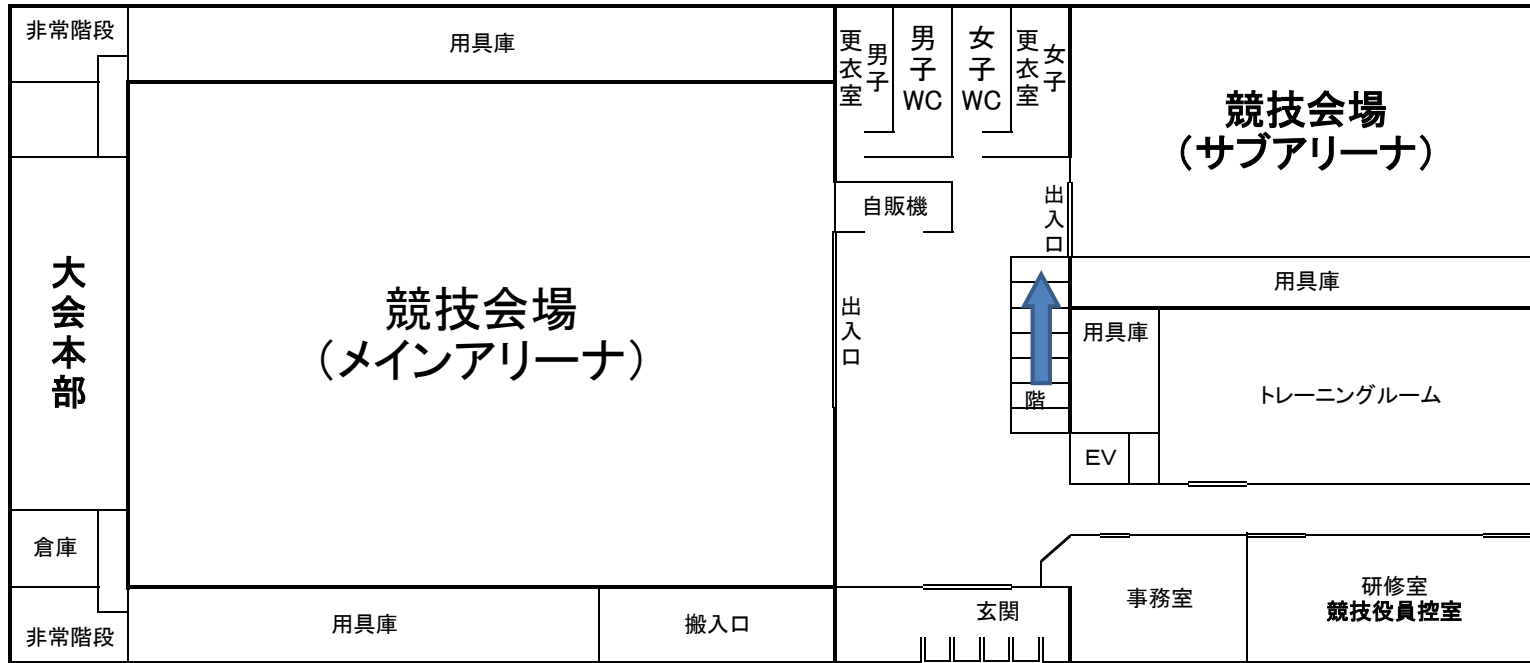 非常階段
用具庫
男子
更衣室
男子
WC
女子
WC
女子
更衣室
競技会場
（サブアリーナ）
自販機
出入口
大会本部
競技会場
（メインアリーナ）
出入口
用具庫
用具庫
トレーニングルーム
階
EV
倉庫
非常階段
用具庫
搬入口
玄関
事務室
研修室
競技役員控室